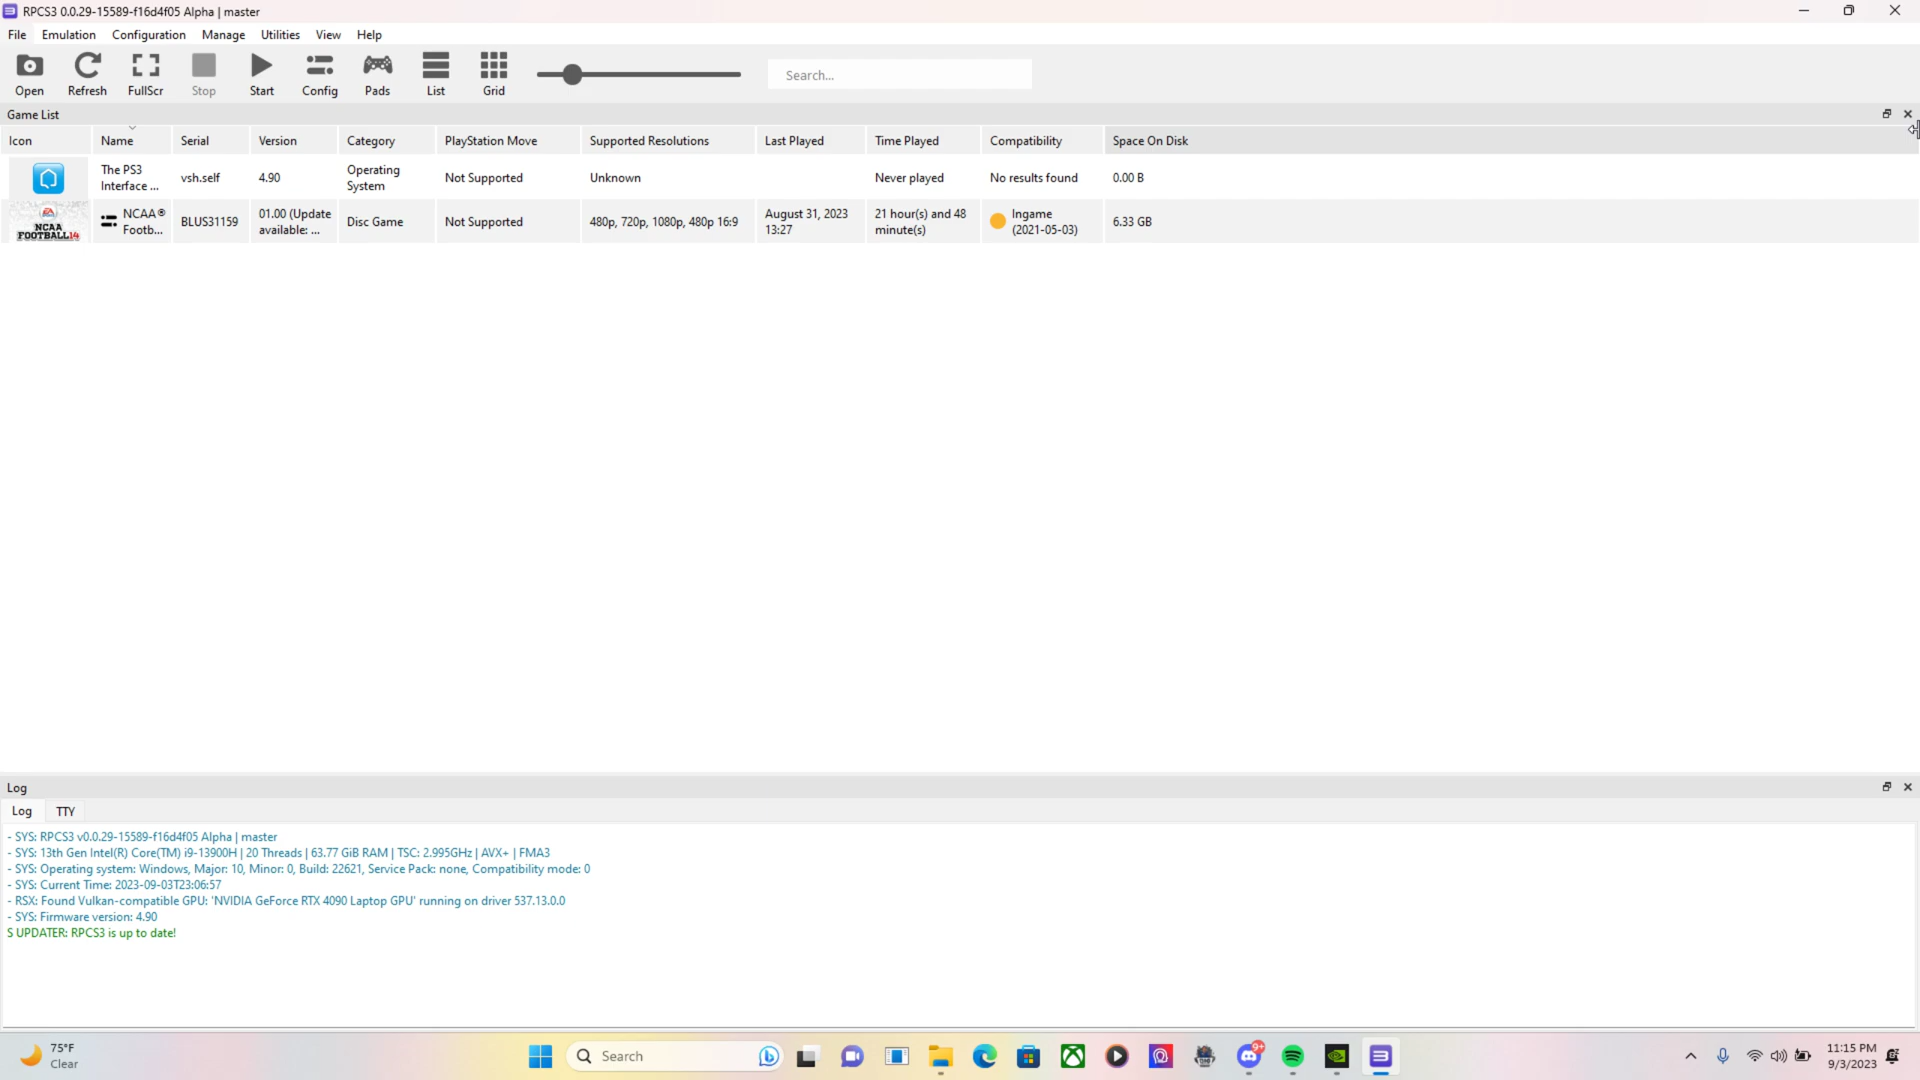 RPCS3 0.0.29-15589-f16d4f05 Alpha | master
File Emulation Configuration Manage Utilities View Help
Open Refresh FullScr Stop Start Config Pads List Grid Search...
Game List
Icon Name Serial Version Category PlayStation Move Supported Resolutions Last Played Time Played Compatibility Space On Disk
The PS3 Interface ... vsh.self 4.90 Operating System Not Supported Unknown Never played No results found 0.00 B
EA NCAA FOOTBALL14 NCAA® Footb... BLUS31159 01.00 (Update available: ... Disc Game Not Supported 480p, 720p, 1080p, 480p 16:9 August 31, 2023 13:27 21 hour(s) and 48 minute(s) Ingame (2021-05-03) 6.33 GB
Log
Log TTY
- SYS: RPCS3 v0.0.29-15589-f16d4f05 Alpha | master
- SYS: 13th Gen Intel(R) Core(TM) i9-13900H | 20 Threads | 63.77 GiB RAM | TSC: 2.995GHz | AVX+ | FMA3
- SYS: Operating system: Windows, Major: 10, Minor: 0, Build: 22621, Service Pack: none, Compatibility mode: 0
- SYS: Current Time: 2023-09-03T23:06:57
- RSX: Found Vulkan-compatible GPU: 'NVIDIA GeForce RTX 4090 Laptop GPU' running on driver 537.13.0.0
- SYS: Firmware version: 4.90
S UPDATER: RPCS3 is up to date!
75°F
Clear
Search
9+
11:15 PM
9/3/2023